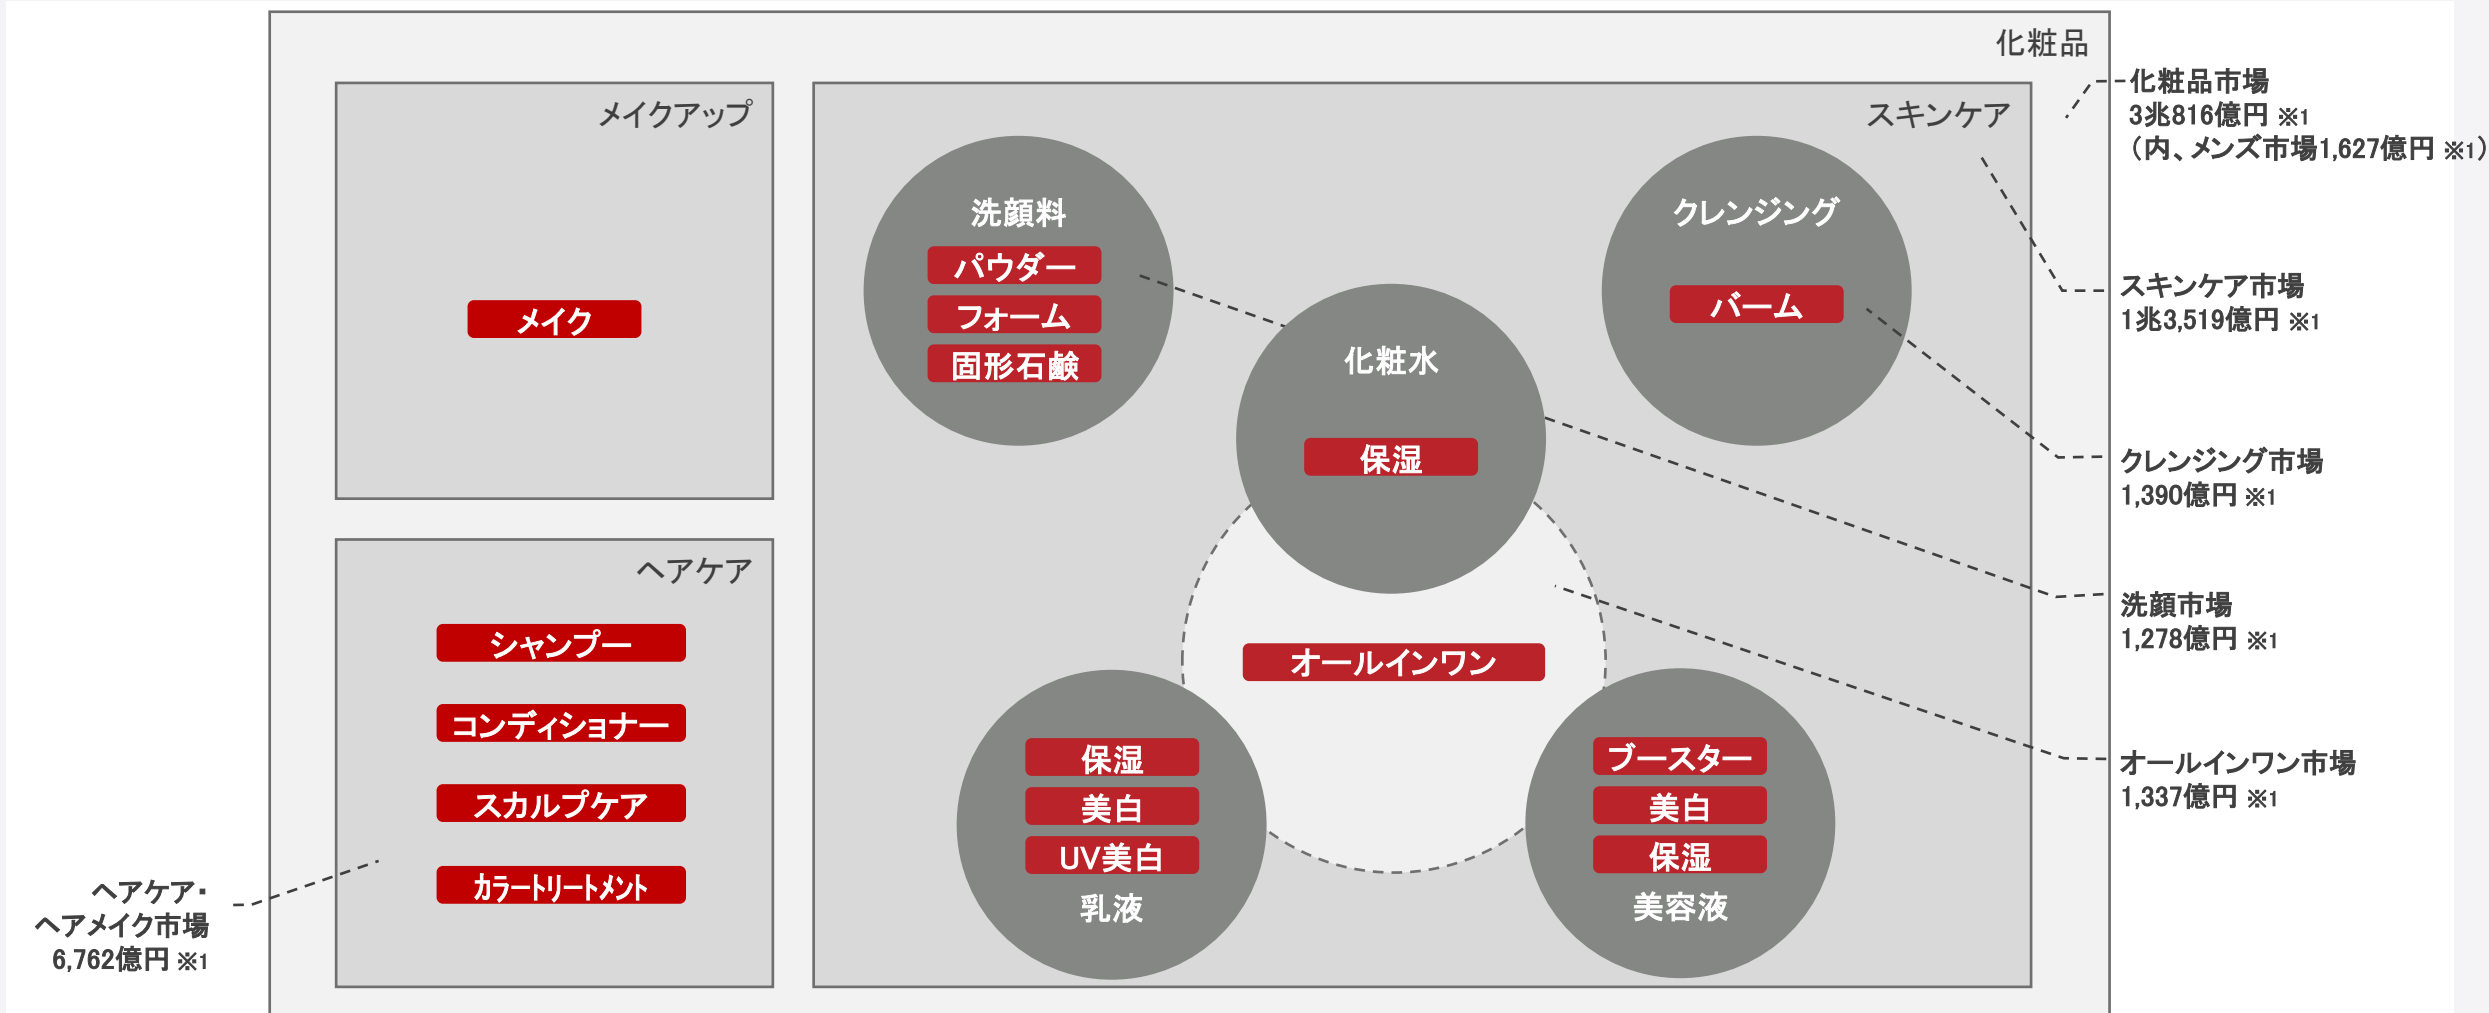 化粧品
メイクアップ
メイク
ヘアケア
シャンプー
コンディショナー
スカルプケア
カラートリートメント
スキンケア
洗顔料
パウダー
フォーム
固形石鹸
クレンジング
バーム
化粧水
保湿
オールインワン
保湿
美白
UV美白
乳液
ブースター
美白
保湿
美容液
化粧品市場
3兆816億円 ※1
（内、メンズ市場1,627億円 ※1）
スキンケア市場
1兆3,519億円 ※1
クレンジング市場
1,390億円 ※1
洗顔市場
1,278億円 ※1
オールインワン市場
1,337億円 ※1
ヘアケア・
ヘアメイク市場
6,762億円 ※1